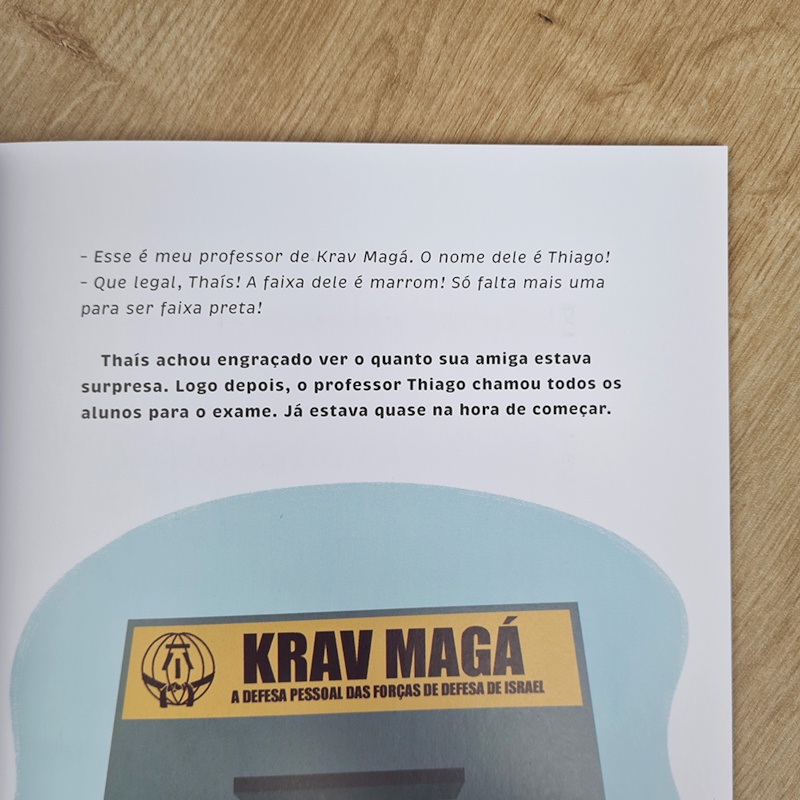 - Esse é meu professor de Krav Magá. O nome dele é Thiago!
- Que legal, Thaís! A faixa dele é marrom! Só falta mais uma
para ser faixa preta!
Thaís achou engraçado ver o quanto sua amiga estava
surpresa. Logo depois, o professor Thiago chamou todos os
alunos para o exame. Já estava quase na hora de começar.
KRAV MAGÁ
A DEFESA PESSOAL DAS FORÇAS DE DEFESA DE ISRAEL